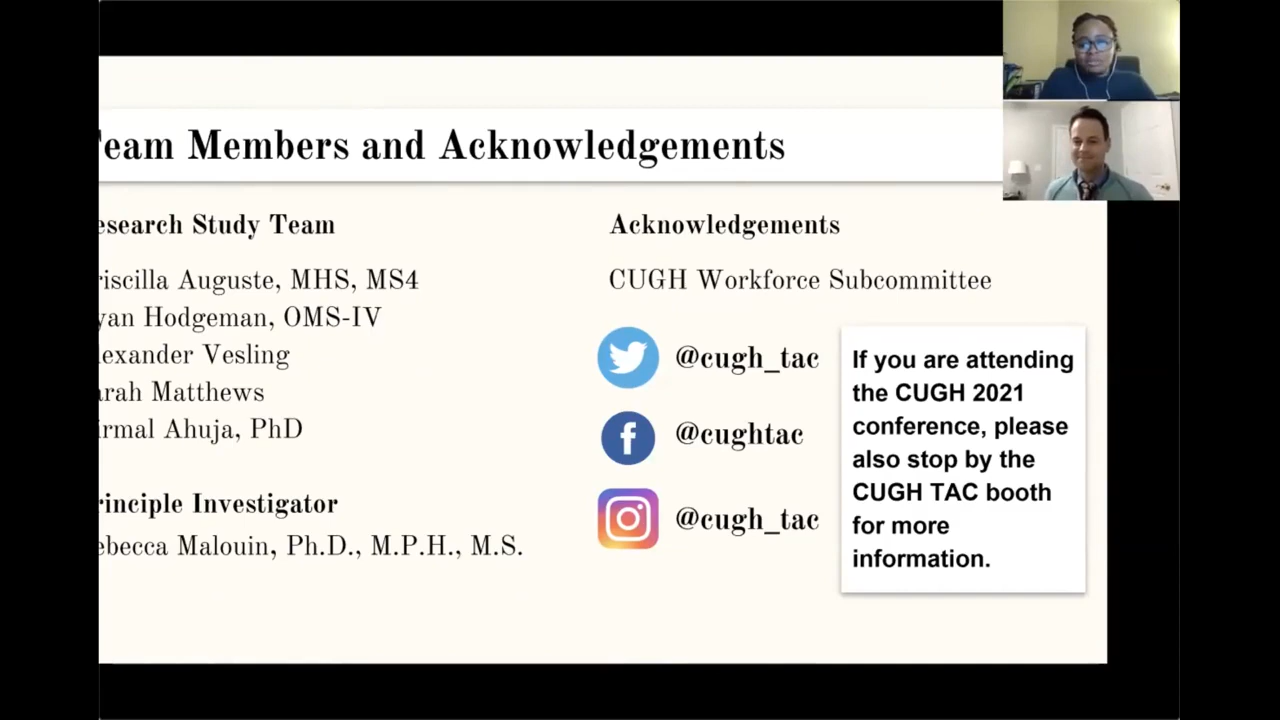 Team Members and Acknowledgements
esearch Study Team
riscilla Auguste, MHS, MS4
yan Hodgeman, OMS-IV
lexander Vesling
arah Matthews
irmal Ahuja, PhD
rinciple Investigator
ebecca Malouin, Ph.D., M.P.H., M.S.
Acknowledgements
CUGH Workforce Subcommittee
@cugh_tac
@cughtac
@cugh_tac
If you are attending
the CUGH 2021
conference, please
also stop by the
CUGH TAC booth
for more
information.